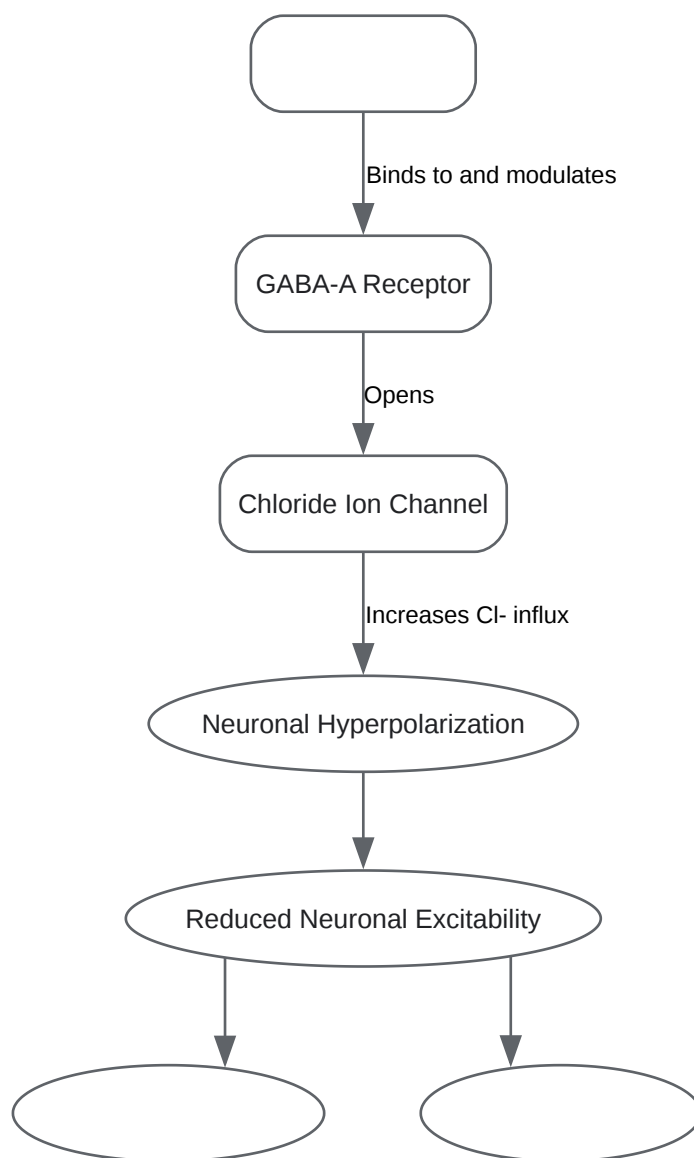 Binds to and modulates
GABA-A Receptor
Opens
Chloride Ion Channel
Increases Cl- influx
Neuronal Hyperpolarization
Reduced Neuronal Excitability